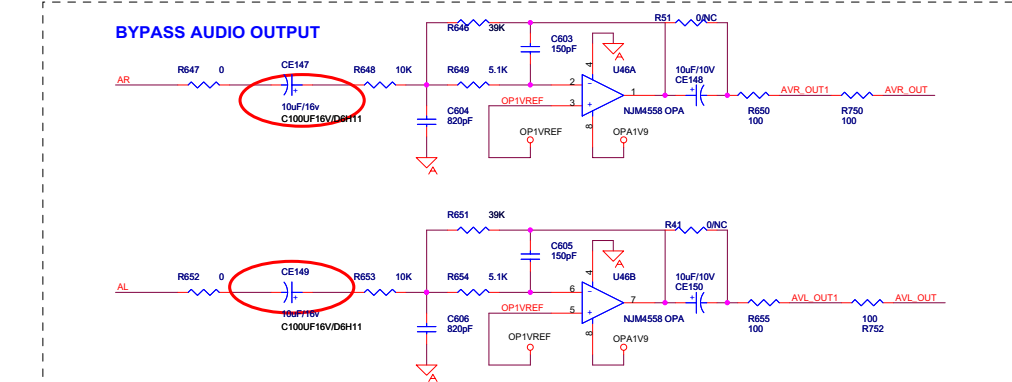 BYPASS AUDIO OUTPUT
R646 39K
R51 0/NC
C603
150pF
AR
R647 0
CE147
10uF/16v
C100UF16V/D6H11
R648 10K
R649 5.1K
C604
820pF
A
OP1VREF
OP1VREF
A
4
2
3
8
1
U46A
NJM4558 OPA
OPA1V9
10uF/10V
CE148
R650
100
AVR_OUT1
R750
100
AVR_OUT
R651 39K
R41 0/NC
C605
150pF
AL
R652 0
CE149
10uF/16V
C100UF16V/D6H11
R653 10K
R654 5.1K
C606
820pF
A
OP1VREF
OP1VREF
A
4
6
5
8
7
U46B
NJM4558 OPA
OPA1V9
10uF/10V
CE150
R655
100
AVL_OUT1
100
R752
AVL_OUT